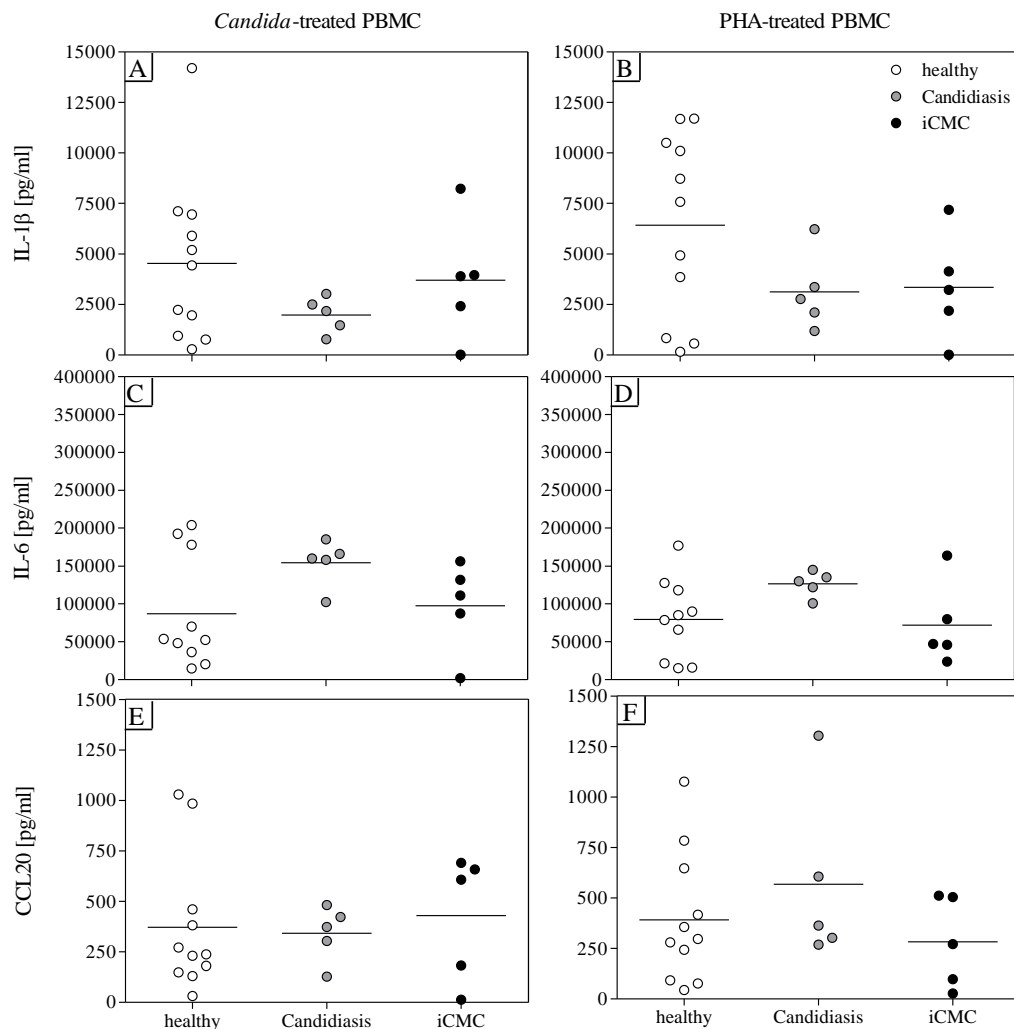 Candida-treated PBMC
PHA-treated PBMC
IL-1β [pg/ml]
A
15000
12500
10000
7500
5000
2500
0
B
15000
12500
10000
7500
5000
2500
0
healthy
Candidiasis
iCMC
IL-6 [pg/ml]
C
400000
350000
300000
250000
200000
150000
100000
50000
0
D
400000
350000
300000
250000
200000
150000
100000
50000
0
CCL20 [pg/ml]
E
1500
1250
1000
750
500
250
0
F
1500
1250
1000
750
500
250
0
healthy
Candidiasis
iCMC
healthy
Candidiasis
iCMC